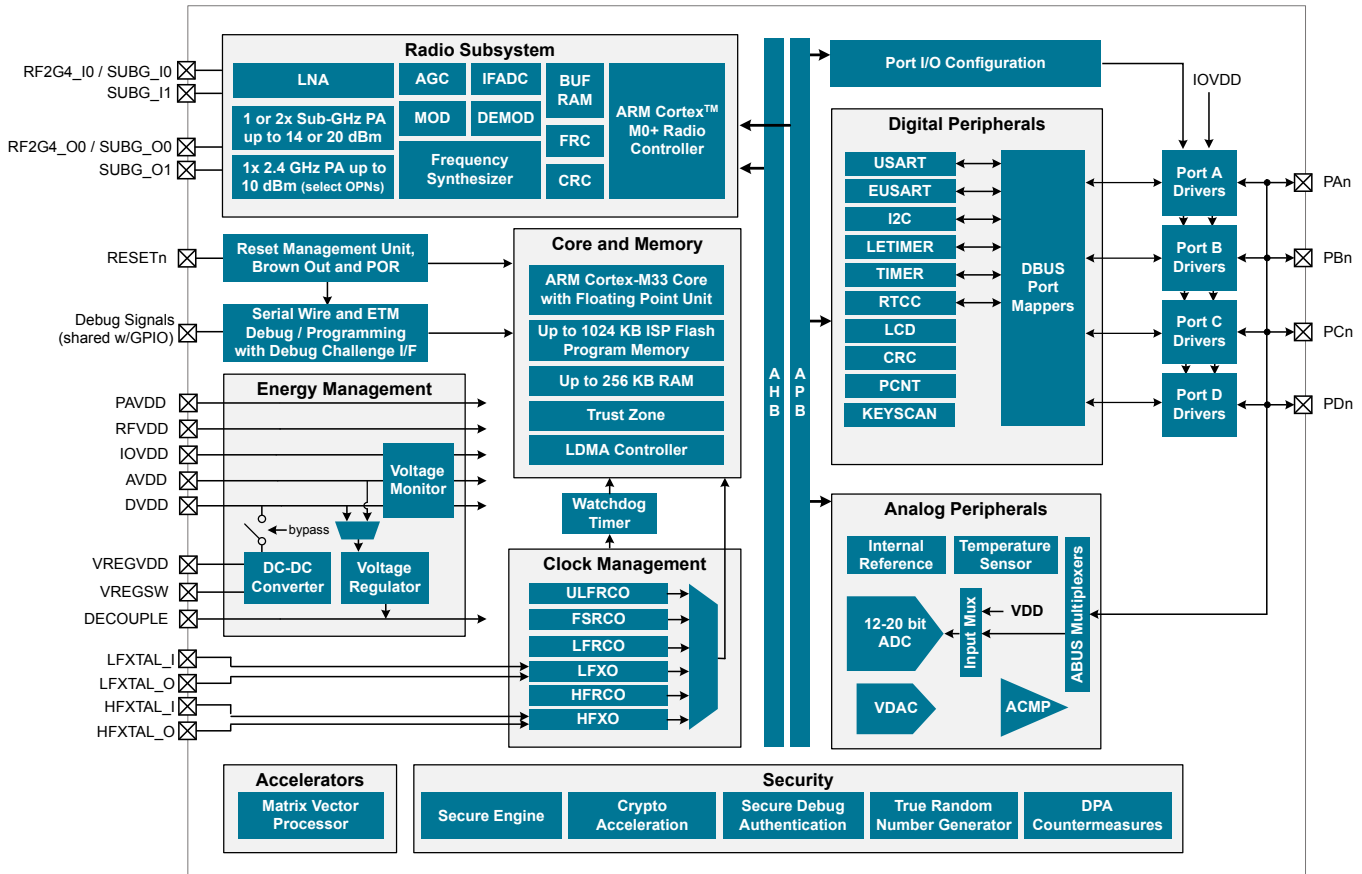 Radio Subsystem
RF2G4_I0 / SUBG_I0
SUBG_I1
RF2G4_O0 / SUBG_O0
SUBG_O1
LNA
1 or 2x Sub-GHz PA
up to 14 or 20 dBm
1x 2.4 GHz PA up to
10 dBm (select OPNs)
AGC
IFADC
MOD
DEMOD
Frequency
Synthesizer
BUF
RAM
FRC
CRC
ARM Cortex™
M0+ Radio
Controller
RESETn
Reset Management Unit,
Brown Out and POR
Debug Signals
(shared w/GPIO)
Serial Wire and ETM
Debug / Programming
with Debug Challenge I/F
Core and Memory
ARM Cortex-M33 Core
with Floating Point Unit
Up to 1024 KB ISP Flash
Program Memory
Up to 256 KB RAM
Trust Zone
LDMA Controller
Energy Management
PAVDD
RFVDD
IOVDD
AVDD
DVDD
VREGVDD
VREGSW
DECOUPLE
Voltage
Monitor
bypass
DC-DC
Converter
Voltage
Regulator
Watchdog
Timer
Clock Management
ULFRCO
FSRCO
LFRCO
LFXO
HFRCO
HFXO
LFXTAL_I
LFXTAL_O
HFXTAL_I
HFXTAL_O
AHB
APB
Port I/O Configuration
IOVDD
Digital Peripherals
USART
EUSART
I2C
LETIMER
TIMER
RTCC
LCD
CRC
PCNT
KEYSCAN
DBUS
Port
Mappers
Port A
Drivers
Port B
Drivers
Port C
Drivers
Port D
Drivers
PAn
PBn
PCn
PDn
Analog Peripherals
Internal
Reference
Temperature
Sensor
12-20 bit
ADC
Input Mux
VDD
ABUS Multiplexers
VDAC
ACMP
Accelerators
Matrix Vector
Processor
Security
Secure Engine
Crypto
Acceleration
Secure Debug
Authentication
True Random
Number Generator
DPA
Countermeasures